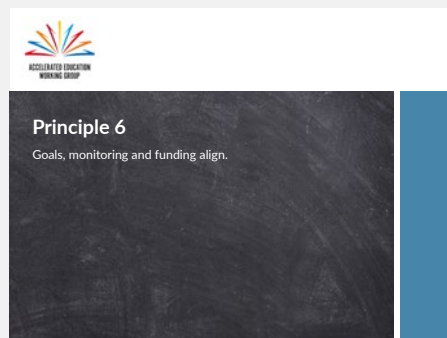 ACCELERATED EDUCATION
WORKING GROUP
Principle 6
Goals, monitoring and funding align.